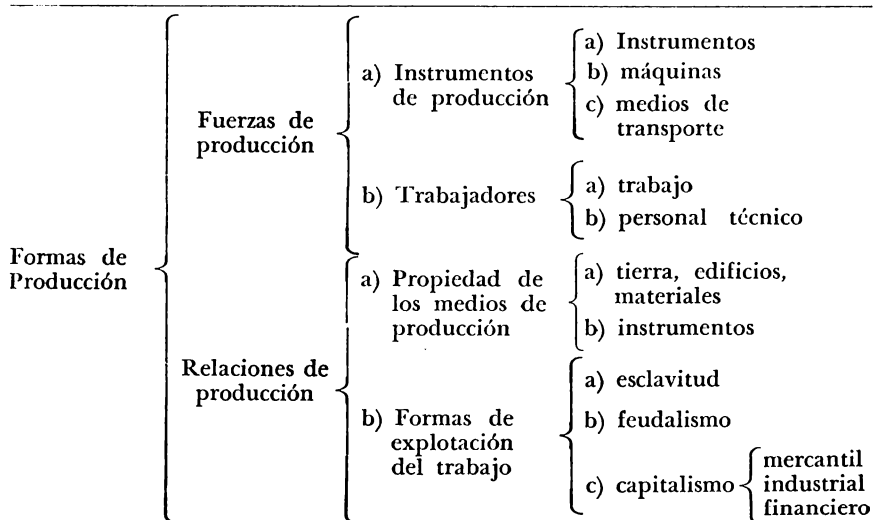 Formas de
Producción
Fuerzas de
producción
a) Instrumentos
de producción
a) Instrumentos
b) máquinas
c) medios de
transporte
b) Trabajadores
a) trabajo
b) personal técnico
Relaciones de
producción
a) Propiedad de
los medios de
producción
a) tierra, edificios,
materiales
b) instrumentos
b) Formas de
explotación
del trabajo
a) esclavitud
b) feudalismo
c) capitalismo
mercantil
industrial
financiero